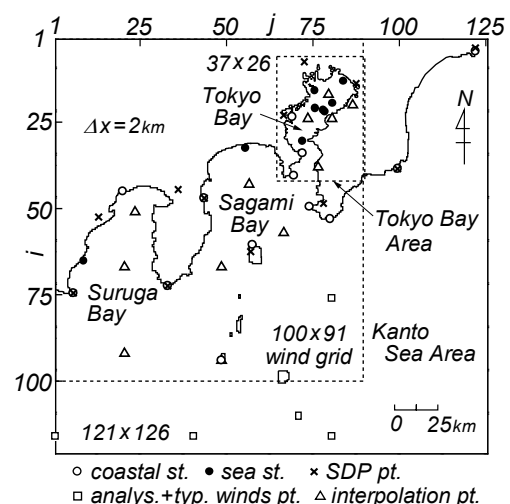 1 25 j 75 100 125
1
37x26
Tokyo
Bay
N
25
Δx=2km
Sagami
Bay
Tokyo Bay
Area
i 50
Suruga
Bay
75
100x91
wind grid
Kanto
Sea Area
100
121x126
0 25km
○ coastal st. ● sea st. × SDP pt.
□ analys.+typ. winds pt. △ interpolation pt.